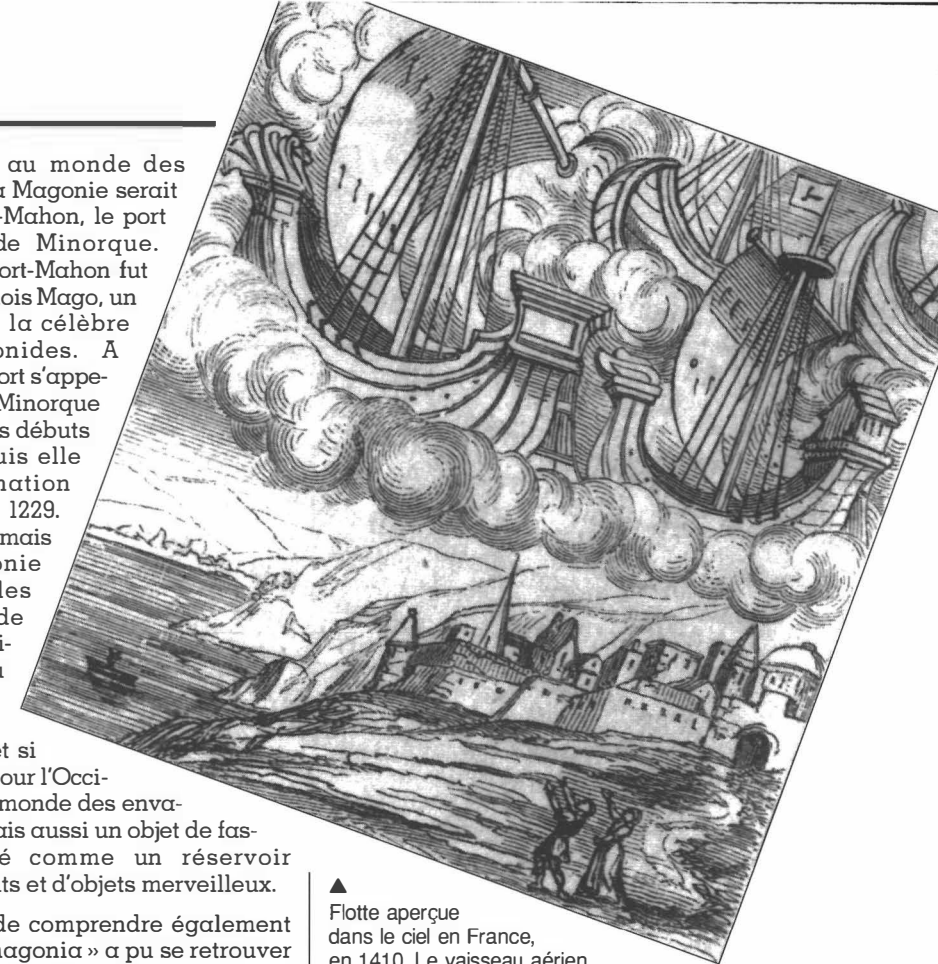 au monde des
a Magonie serait
-Mahon, le port
de Minorque.
ort-Mahon fut
ois Mago, un
la célèbre
onides. A
ort s'appe-
Minorque
s débuts
uis elle
nation
1229.
mais
onie
les
de
i-
et si
our l'Occi-
monde des enva-
ais aussi un objet de fas-
é comme un réservoir
ts et d'objets merveilleux.
de comprendre également
nagonia » a pu se retrouver
▲
Flotte aperçue
dans le ciel en France,
en 1410. Le vaisseau aérien